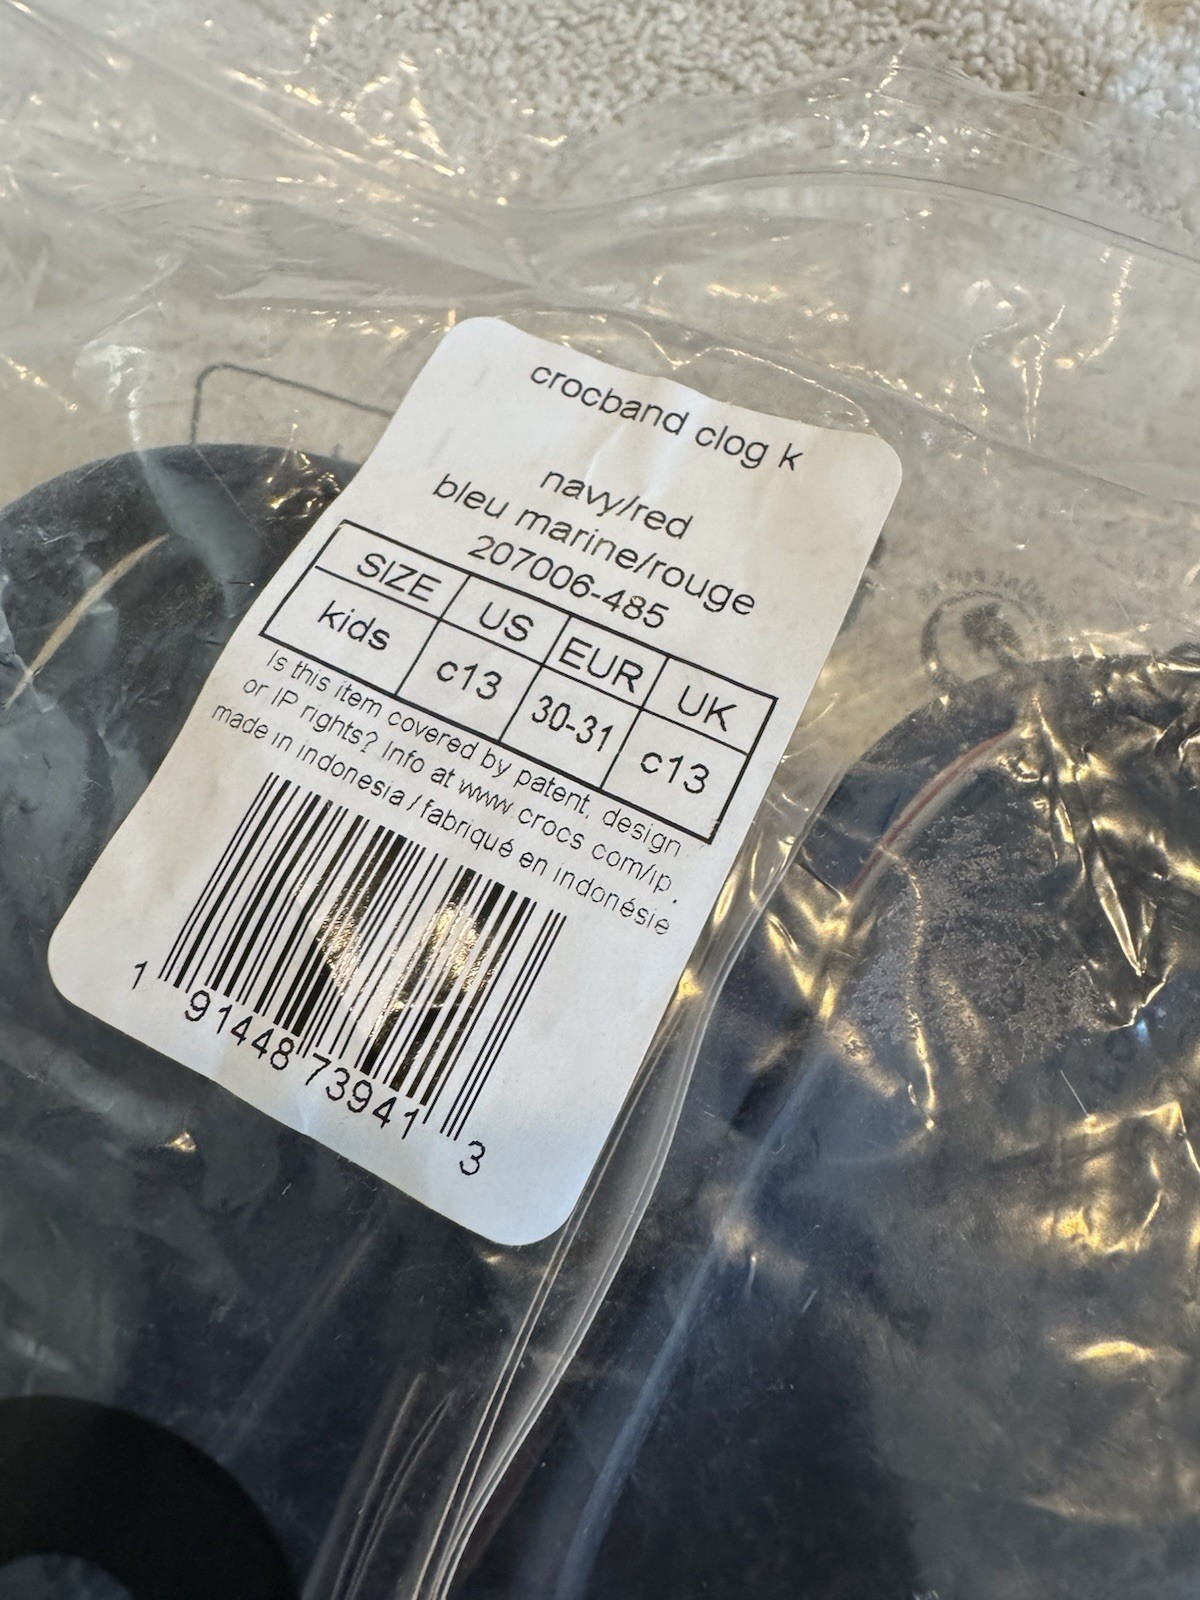 crocband clog k
navy/red
bleu marine/rouge
207006-485
SIZE US EUR UK
kids c13 30-31 c13
Is this item covered by patent, design
or IP rights? Info at www.crocs.com/ip.
made in indonesia / fabriqué en indonésie
1 91448 73941 3